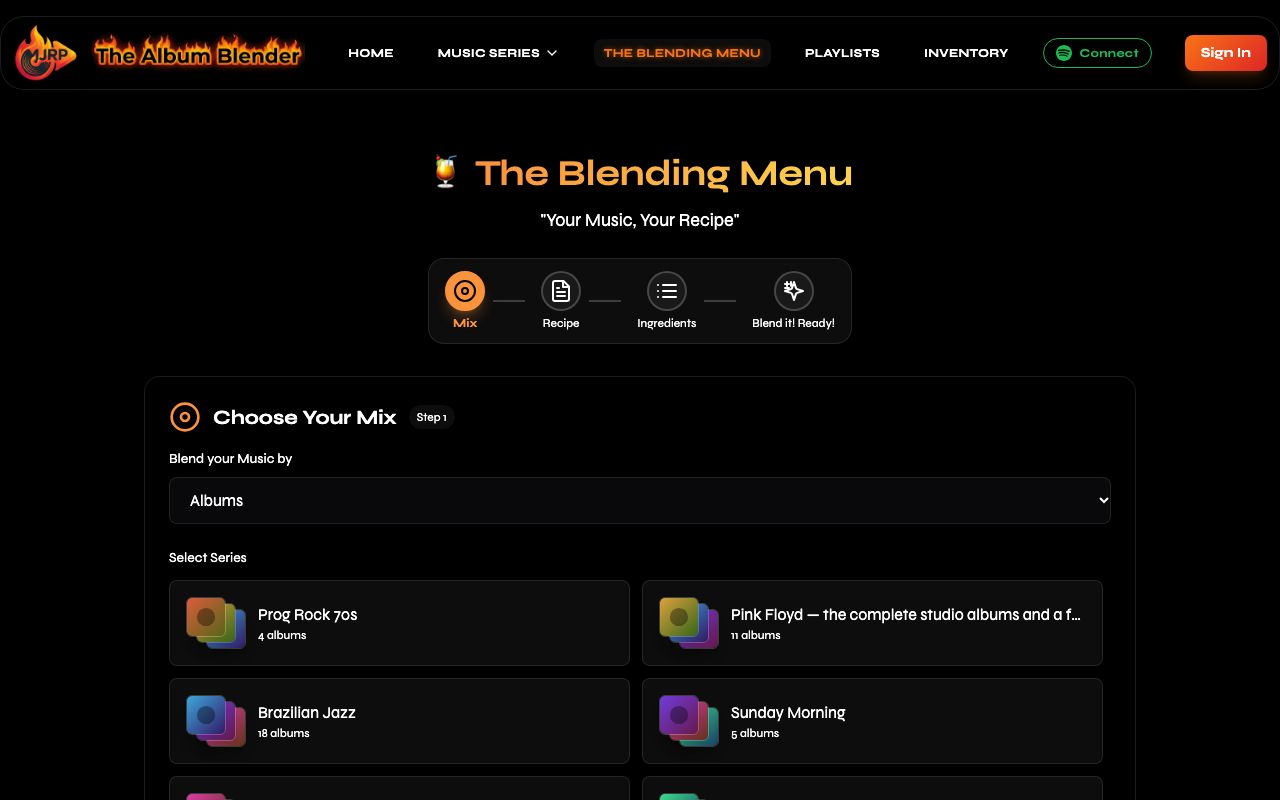 JRP
The Album Blender
HOME
MUSIC SERIES
THE BLENDING MENU
PLAYLISTS
INVENTORY
Connect
Sign In
The Blending Menu
"Your Music, Your Recipe"
Mix
Recipe
Ingredients
Blend it! Ready!
Choose Your Mix
Step 1
Blend your Music by
Albums
Select Series
Prog Rock 70s
4 albums
Pink Floyd — the complete studio albums and a f...
11 albums
Brazilian Jazz
18 albums
Sunday Morning
5 albums